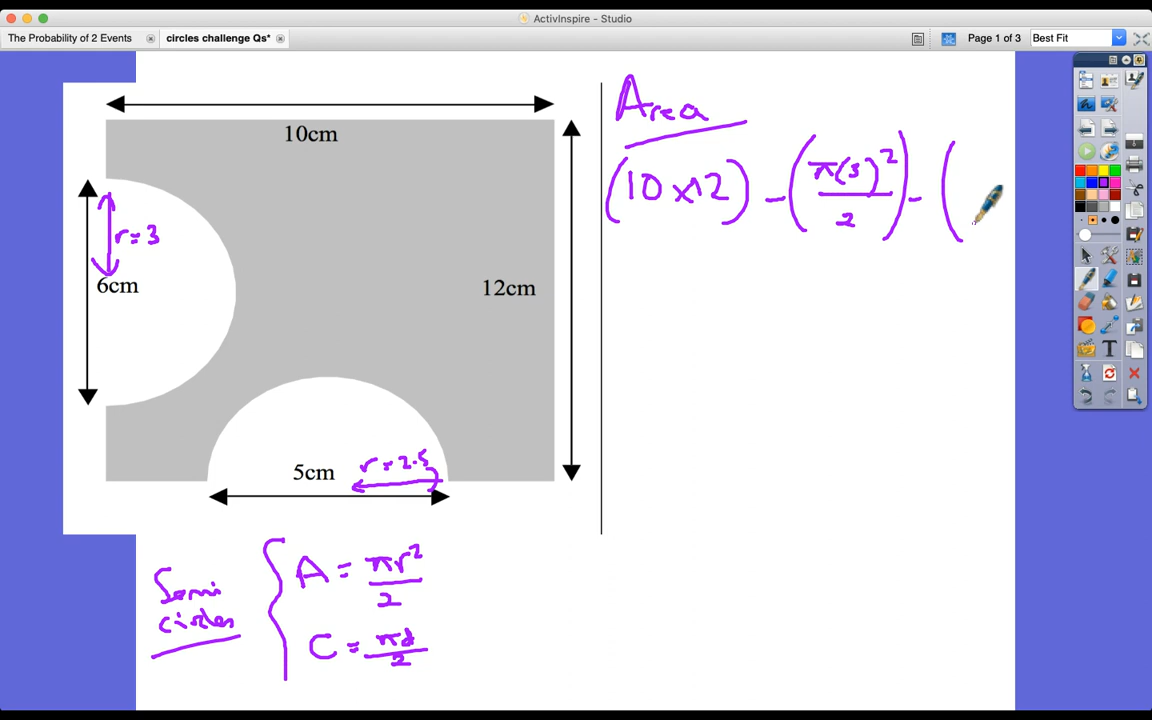 ActivInspire - Studio
The Probability of 2 Events
circles challenge Qs*
Page 1 of 3
Best Fit
10cm
r=3
6cm
12cm
r=2.5
5cm
Area
(10×12) - (π(3)²/2) - (
Semi
circles
A = πr²/2
C = πd/2
T